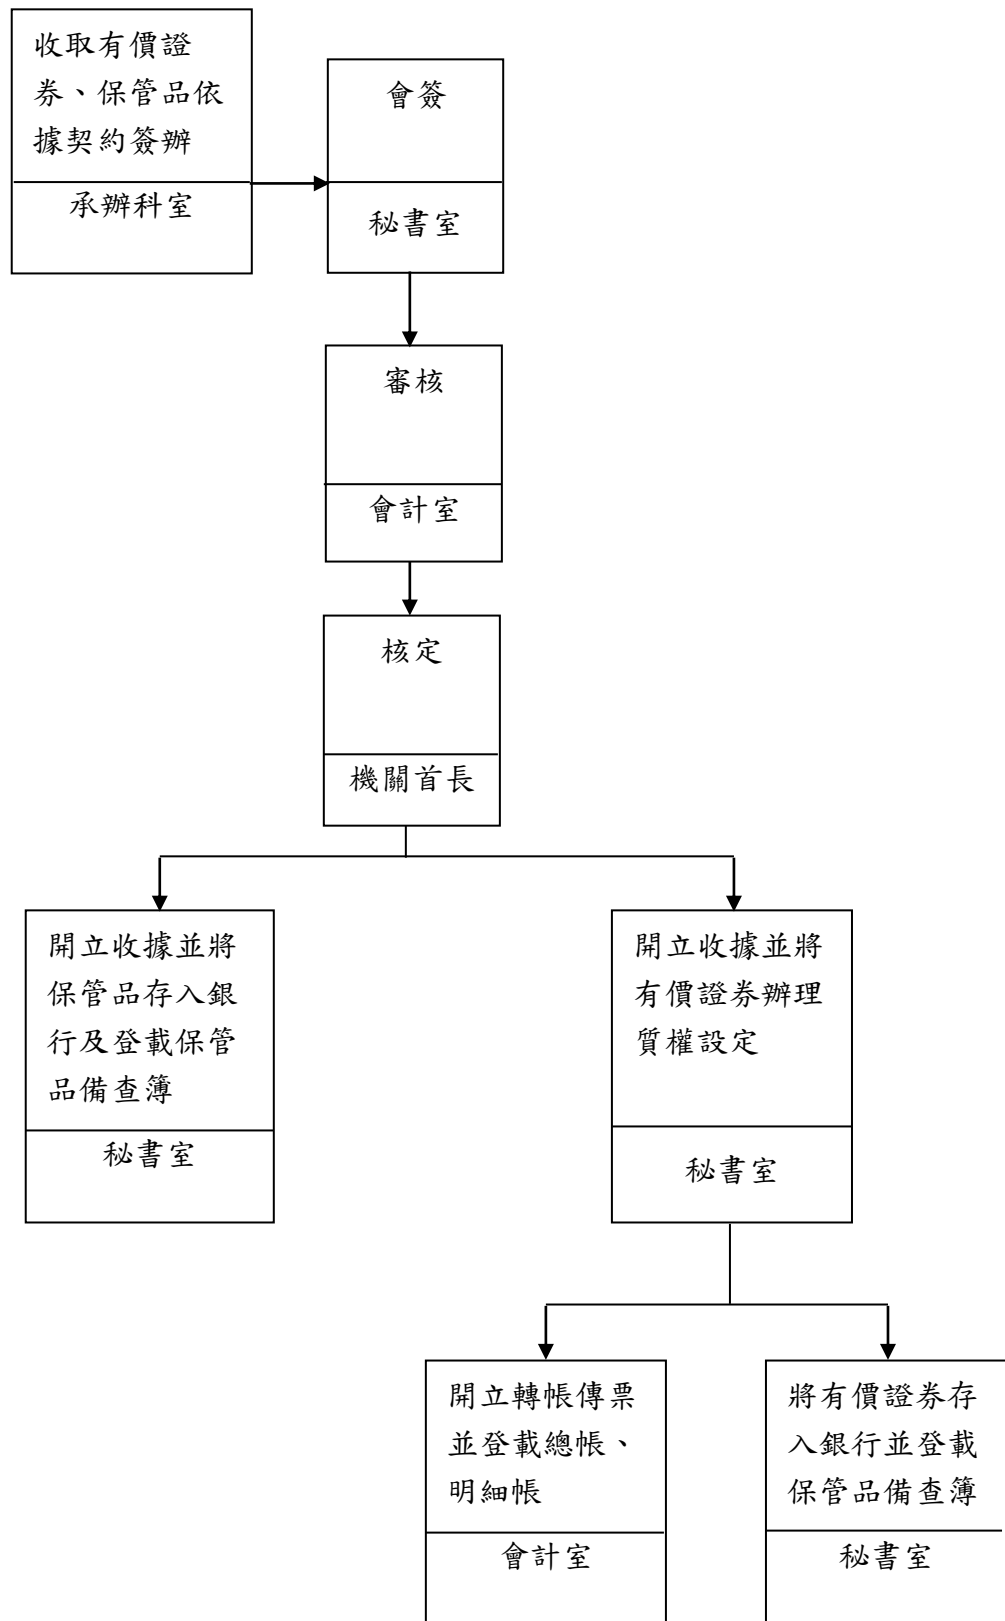 收取有價證
券、保管品依
據契約簽辦
承辦科室
會簽
秘書室
審核
會計室
核定
機關首長
開立收據並將
保管品存入銀
行及登載保管
品備查簿
秘書室
開立收據並將
有價證券辦理
質權設定
秘書室
開立轉帳傳票
並登載總帳、
明細帳
會計室
將有價證券存
入銀行並登載
保管品備查簿
秘書室